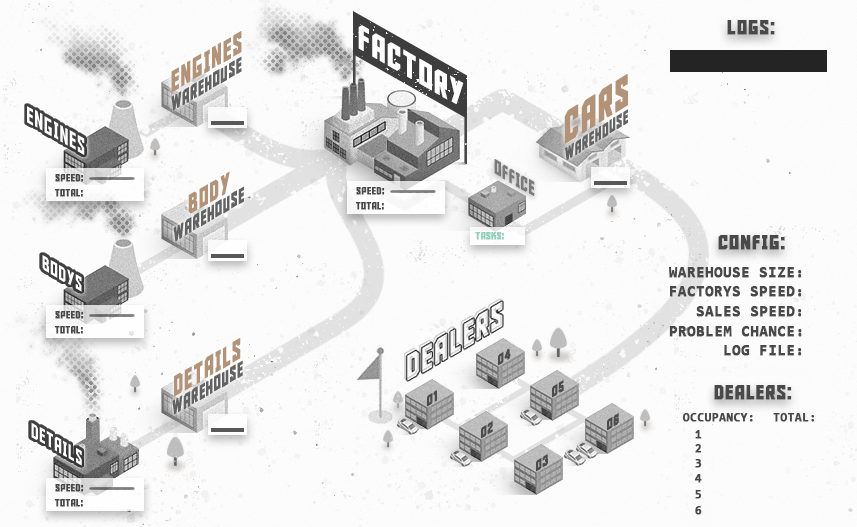 LOGS:
ENGINES
WAREHOUSE
FACTORY
CARS
WAREHOUSE
ENGINES
SPEED:
TOTAL:
OFFICE
TASKS:
SPEED:
TOTAL:
BODY
WAREHOUSE
BODYS
SPEED:
TOTAL:
CONFIG:
WAREHOUSE SIZE:
FACTORYS SPEED:
SALES SPEED:
PROBLEM CHANCE:
LOG FILE:
DETAILS
WAREHOUSE
DETAILS
SPEED:
TOTAL:
DEALERS
04
05
01
06
02
03
DEALERS:
OCCUPANCY: TOTAL:
1
2
3
4
5
6